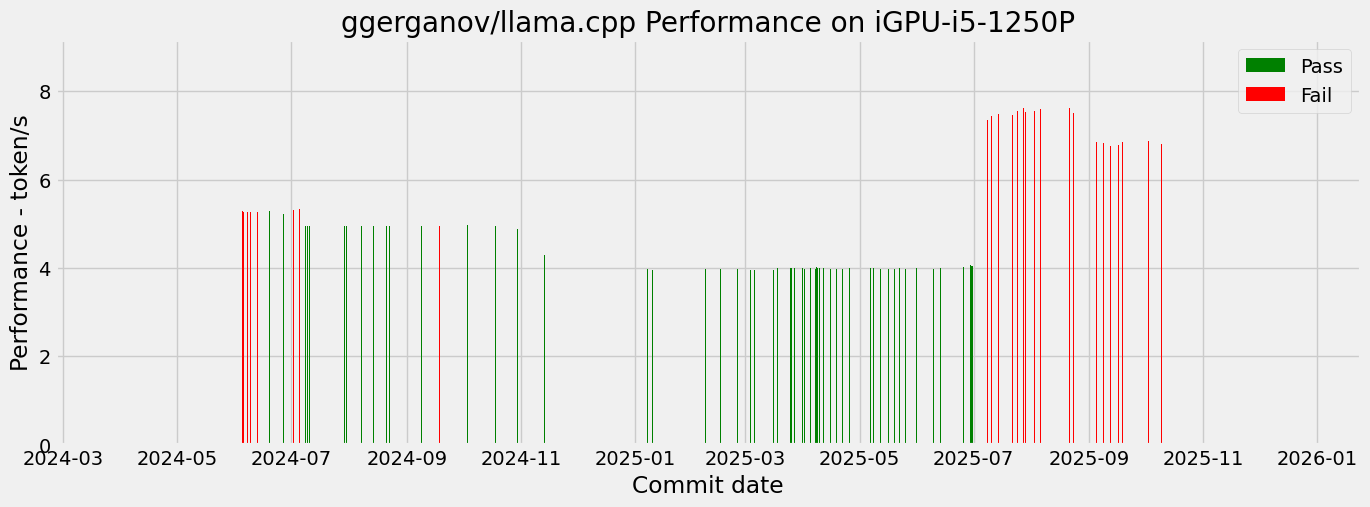 ggerganov/llama.cpp Performance on iGPU-i5-1250P
Pass
Fail
Performance - token/s
8
6
4
2
0
2024-03 2024-05 2024-07 2024-09 2024-11 2025-01 2025-03 2025-05 2025-07 2025-09 2025-11 2026-01
Commit date